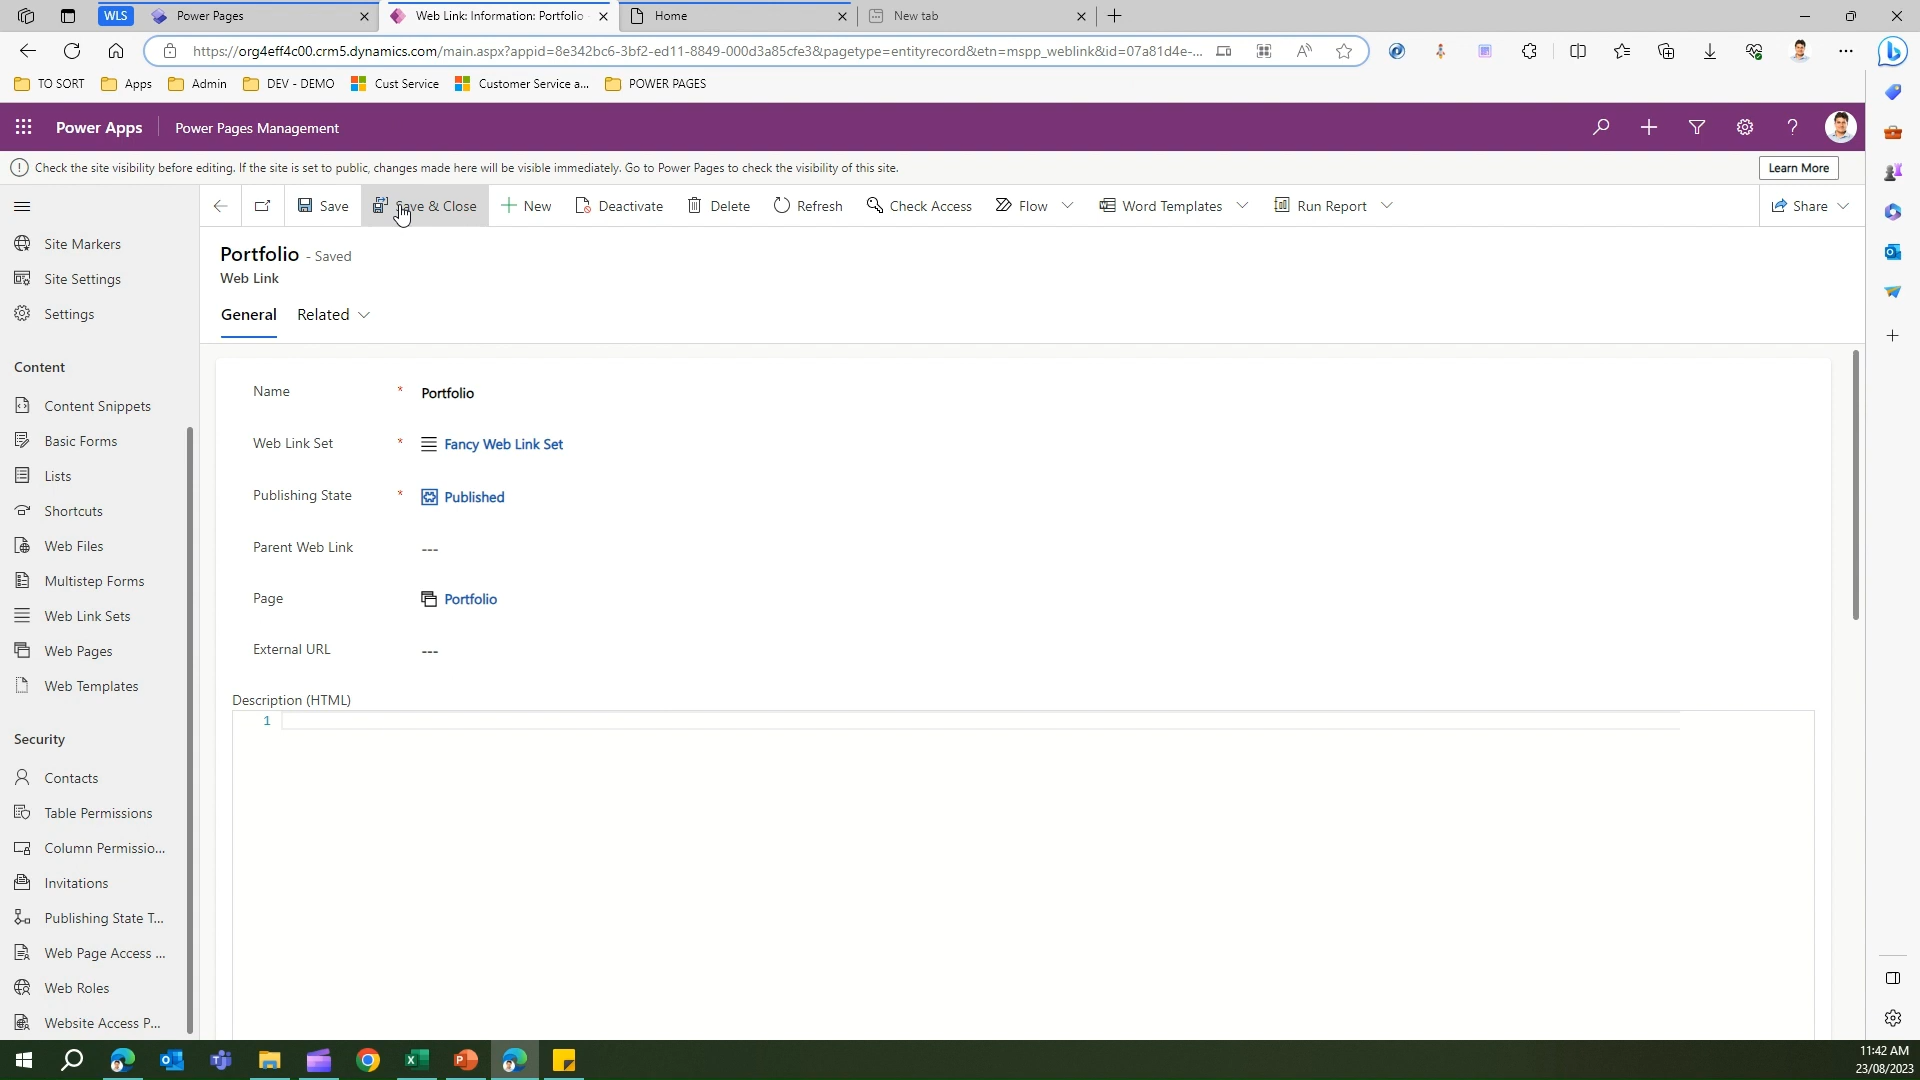 WLS
Power Pages
Web Link: Information: Portfolio
Home
New tab
https://org4eff4c00.crm5.dynamics.com/main.aspx?appid=8e342bc6-3bf2-ed11-8849-000d3a85cfe3&pagetype=entityrecord&etn=mspp_weblink&id=07a81d4e-...
TO SORT
Apps
Admin
DEV - DEMO
Cust Service
Customer Service a...
POWER PAGES
Power Apps
Power Pages Management
Check the site visibility before editing. If the site is set to public, changes made here will be visible immediately. Go to Power Pages to check the visibility of this site.
Learn More
Save
Save & Close
New
Deactivate
Delete
Refresh
Check Access
Flow
Word Templates
Run Report
Share
Site Markers
Site Settings
Settings
Content
Content Snippets
Basic Forms
Lists
Shortcuts
Web Files
Multistep Forms
Web Link Sets
Web Pages
Web Templates
Security
Contacts
Table Permissions
Column Permissio...
Invitations
Publishing State T...
Web Page Access ...
Web Roles
Website Access P...
Portfolio - Saved
Web Link
General
Related
Name * Portfolio
Web Link Set * Fancy Web Link Set
Publishing State * Published
Parent Web Link ---
Page Portfolio
External URL ---
Description (HTML)
1
11:42 AM
23/08/2023